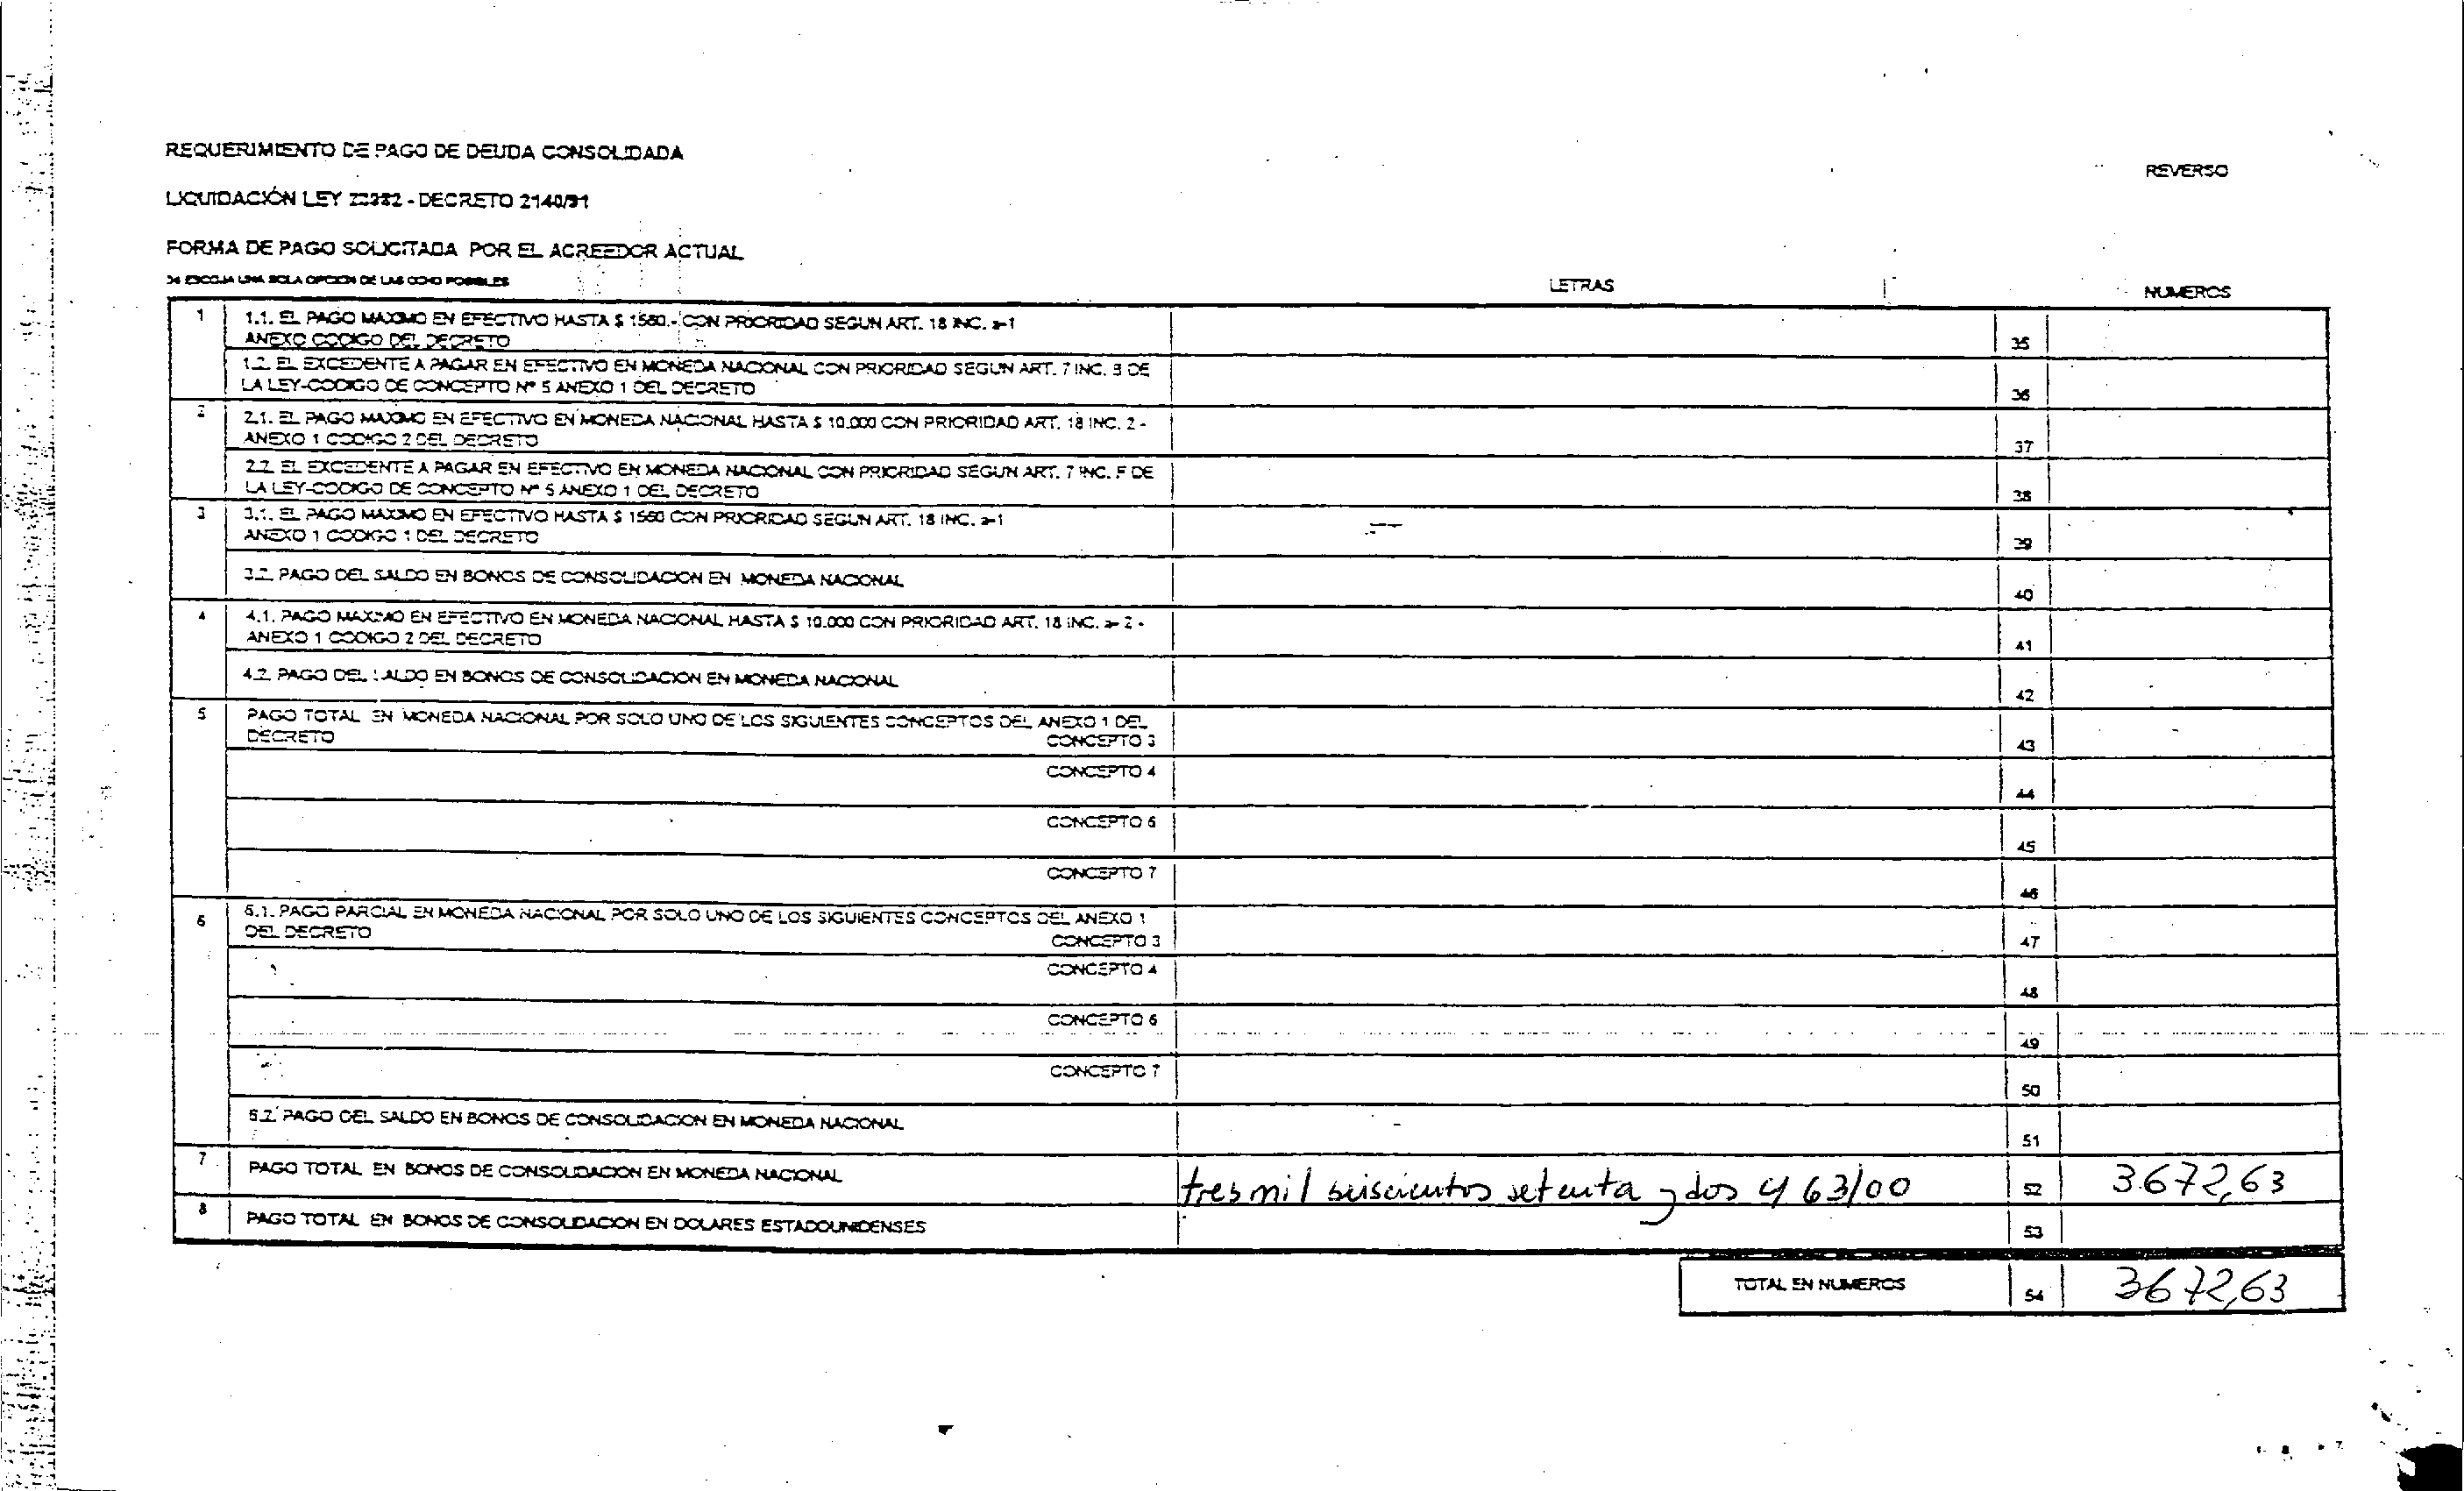 REQUERIMIENTO DE PAGO DE DEUDA CONSOLIDADA
REVERSO
LIQUIDACIÓN LEY 23982 - DECRETO 2140/91
FORMA DE PAGO SOLICITADA POR EL ACREEDOR ACTUAL
34 ESCOJA UNA SOLA OPCION DE LAS OCHO POSIBLES
LETRAS
NUMEROS
1 1.1. EL PAGO MAXIMO EN EFECTIVO HASTA $ 1560.- CON PRIORIDAD SEGUN ART. 18 INC. a-1
ANEXO CODIGO DEL DECRETO 35
1.2. EL EXCEDENTE A PAGAR EN EFECTIVO EN MONEDA NACIONAL CON PRIORIDAD SEGUN ART. 7 INC. B DE
LA LEY-CODIGO DE CONCEPTO Nº 5 ANEXO 1 DEL DECRETO 36
2 2.1. EL PAGO MAXIMO EN EFECTIVO EN MONEDA NACIONAL HASTA $ 10.000 CON PRIORIDAD ART. 18 INC. 2 -
ANEXO 1 CODIGO 2 DEL DECRETO 37
2.2. EL EXCEDENTE A PAGAR EN EFECTIVO EN MONEDA NACIONAL CON PRIORIDAD SEGUN ART. 7 INC. F DE
LA LEY-CODIGO DE CONCEPTO Nº 5 ANEXO 1 DEL DECRETO 38
3 3.1. EL PAGO MAXIMO EN EFECTIVO HASTA $ 1560 CON PRIORIDAD SEGUN ART. 18 INC. a-1
ANEXO 1 CODIGO 1 DEL DECRETO 39
3.2. PAGO DEL SALDO EN BONOS DE CONSOLIDACION EN MONEDA NACIONAL 40
4 4.1. PAGO MAXIMO EN EFECTIVO EN MONEDA NACIONAL HASTA $ 10.000 CON PRIORIDAD ART. 18 INC. a- 2 -
ANEXO 1 CODIGO 2 DEL DECRETO 41
4.2. PAGO DEL SALDO EN BONOS DE CONSOLIDACION EN MONEDA NACIONAL 42
5 PAGO TOTAL EN MONEDA NACIONAL POR SOLO UNO DE LOS SIGUIENTES CONCEPTOS DEL ANEXO 1 DEL
DECRETO CONCEPTO 3 43
CONCEPTO 4 44
CONCEPTO 6 45
CONCEPTO 7 46
6 6.1. PAGO PARCIAL EN MONEDA NACIONAL POR SOLO UNO DE LOS SIGUIENTES CONCEPTOS DEL ANEXO 1
DEL DECRETO CONCEPTO 3 47
CONCEPTO 4 48
CONCEPTO 6 49
CONCEPTO 7 50
6.2. PAGO DEL SALDO EN BONOS DE CONSOLIDACION EN MONEDA NACIONAL 51
7 PAGO TOTAL EN BONOS DE CONSOLIDACION EN MONEDA NACIONAL tres mil seiscientos setenta y dos y 63/00 52 3.672,63
8 PAGO TOTAL EN BONOS DE CONSOLIDACION EN DOLARES ESTADOUNIDENSES 53
TOTAL EN NUMEROS 54 3672,63